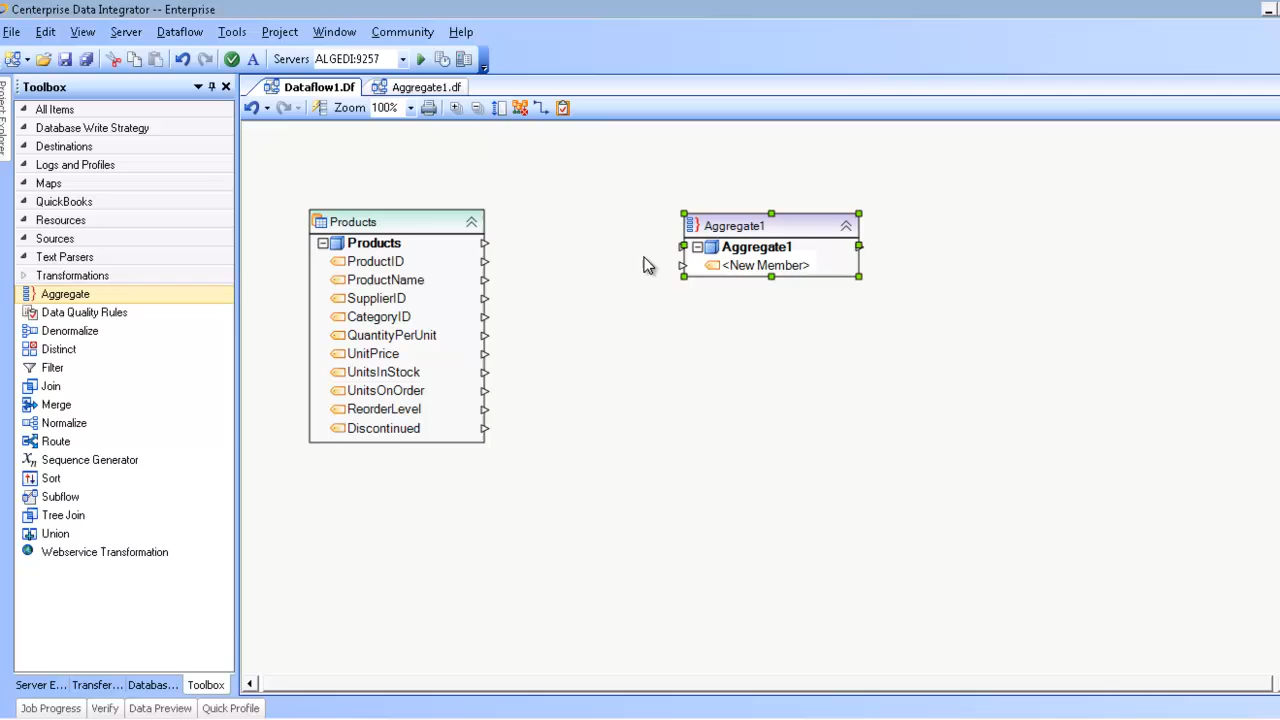 Centerprise Data Integrator -- Enterprise
File Edit View Server Dataflow Tools Project Window Community Help
Servers ALGEDI:9257
Toolbox
Dataflow1.Df Aggregate1.df
Zoom 100%
Project Explorer
All Items
Database Write Strategy
Destinations
Logs and Profiles
Maps
QuickBooks
Resources
Sources
Text Parsers
Transformations
Aggregate
Data Quality Rules
Denormalize
Distinct
Filter
Join
Merge
Normalize
Route
Sequence Generator
Sort
Subflow
Tree Join
Union
Webservice Transformation
Products
Products
ProductID
ProductName
SupplierID
CategoryID
QuantityPerUnit
UnitPrice
UnitsInStock
UnitsOnOrder
ReorderLevel
Discontinued
Aggregate1
Aggregate1
<New Member>
Server E... Transfer... Databas... Toolbox
Job Progress Verify Data Preview Quick Profile